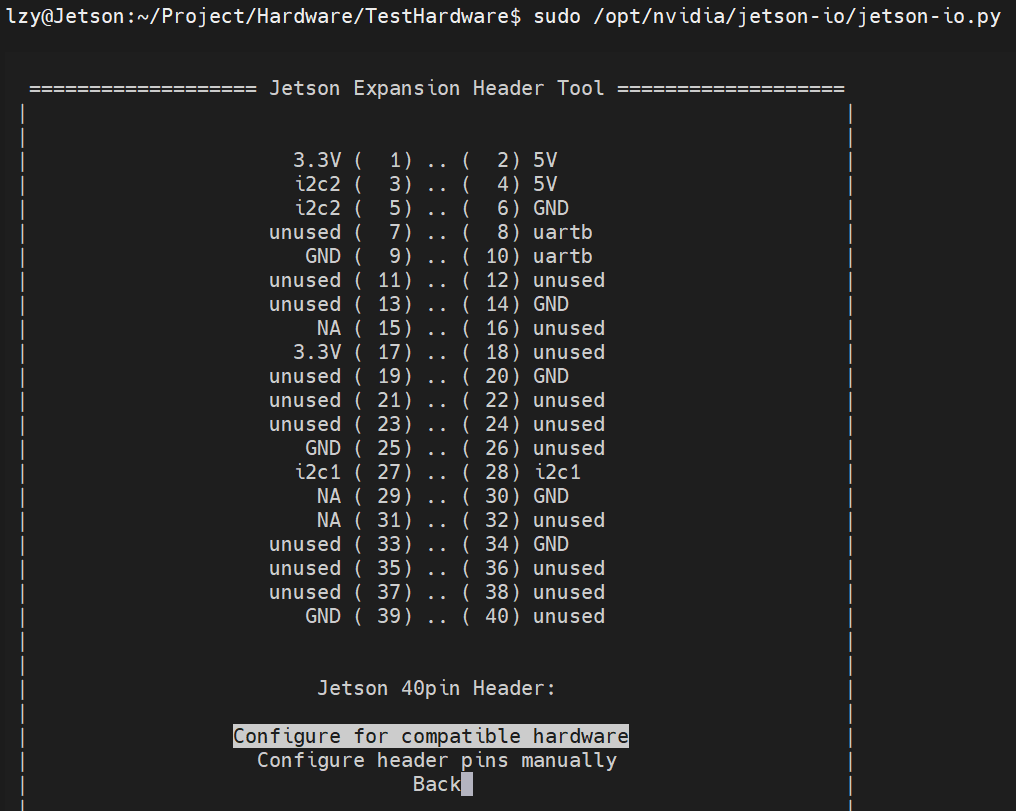 lzy@Jetson:~/Project/Hardware/TestHardware$ sudo /opt/nvidia/jetson-io/jetson-io.py
=================== Jetson Expansion Header Tool ===================
3.3V (  1) .. (  2) 5V
i2c2 (  3) .. (  4) 5V
i2c2 (  5) .. (  6) GND
unused (  7) .. (  8) uartb
GND (  9) .. ( 10) uartb
unused ( 11) .. ( 12) unused
unused ( 13) .. ( 14) GND
NA ( 15) .. ( 16) unused
3.3V ( 17) .. ( 18) unused
unused ( 19) .. ( 20) GND
unused ( 21) .. ( 22) unused
unused ( 23) .. ( 24) unused
GND ( 25) .. ( 26) unused
i2c1 ( 27) .. ( 28) i2c1
NA ( 29) .. ( 30) GND
NA ( 31) .. ( 32) unused
unused ( 33) .. ( 34) GND
unused ( 35) .. ( 36) unused
unused ( 37) .. ( 38) unused
GND ( 39) .. ( 40) unused
Jetson 40pin Header:
Configure for compatible hardware
Configure header pins manually
Back